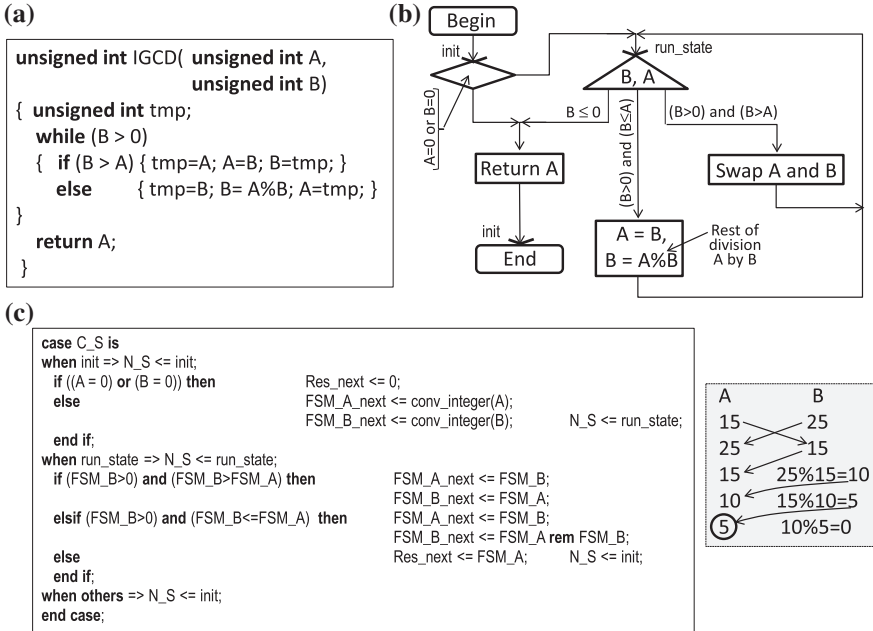 (a)
unsigned int IGCD( unsigned int A,
unsigned int B)
{ unsigned int tmp;
while (B > 0)
{ if (B > A) { tmp=A; A=B; B=tmp; }
else { tmp=B; B= A%B; A=tmp; }
}
return A;
}
(b)
Begin
init
run_state
B, A
A=0 or B=0
B ≤ 0
(B>0) and (B≤A)
(B>0) and (B>A)
Return A
Swap A and B
init
End
A = B,
B = A%B
Rest of
division
A by B
(c)
case C_S is
when init => N_S <= init;
if ((A = 0) or (B = 0)) then Res_next <= 0;
else FSM_A_next <= conv_integer(A);
FSM_B_next <= conv_integer(B); N_S <= run_state;
end if;
when run_state => N_S <= run_state;
if (FSM_B>0) and (FSM_B>FSM_A) then FSM_A_next <= FSM_B;
FSM_B_next <= FSM_A;
elsif (FSM_B>0) and (FSM_B<=FSM_A) then FSM_A_next <= FSM_B;
FSM_B_next <= FSM_A rem FSM_B;
else Res_next <= FSM_A; N_S <= init;
end if;
when others => N_S <= init;
end case;
A B
15 25
25 15
15 25%15=10
10 15%10=5
5 10%5=0